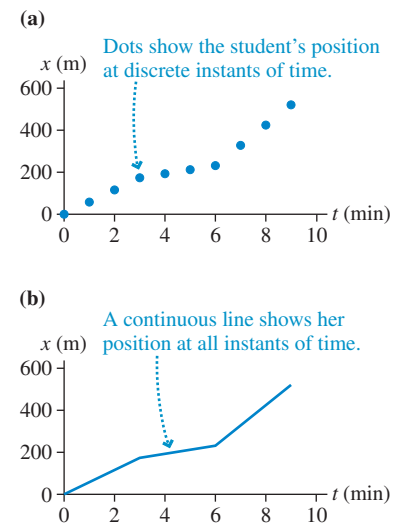 (a)
Dots show the student's position
at discrete instants of time.
x (m)
600
400
200
0
t (min)
0 2 4 6 8 10
(b)
A continuous line shows her
x (m) position at all instants of time.
600
400
200
0
t (min)
0 2 4 6 8 10